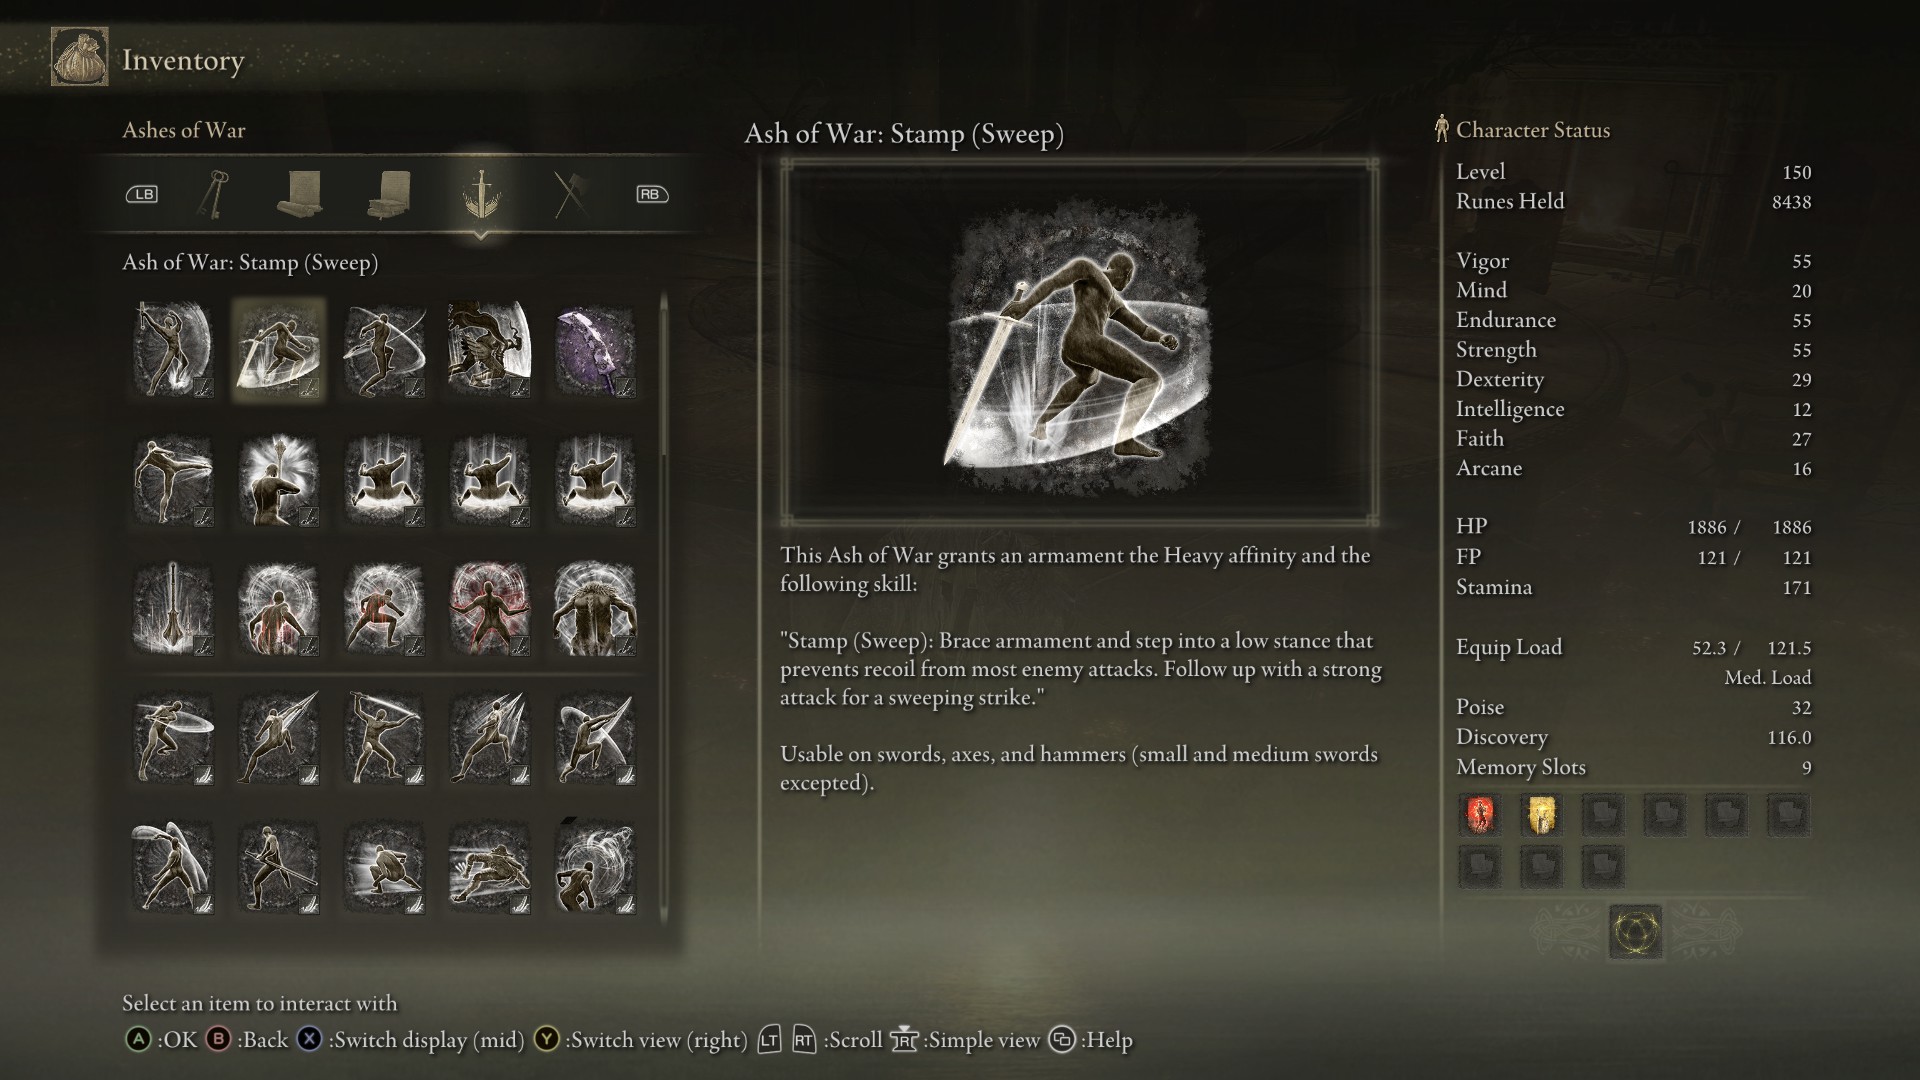 Inventory
Ashes of War
LB
RB
Ash of War: Stamp (Sweep)
Ash of War: Stamp (Sweep)
This Ash of War grants an armament the Heavy affinity and the
following skill:
"Stamp (Sweep): Brace armament and step into a low stance that
prevents recoil from most enemy attacks. Follow up with a strong
attack for a sweeping strike."
Usable on swords, axes, and hammers (small and medium swords
excepted).
Character Status
Level 150
Runes Held 8438
Vigor 55
Mind 20
Endurance 55
Strength 55
Dexterity 29
Intelligence 12
Faith 27
Arcane 16
HP 1886 / 1886
FP 121 / 121
Stamina 171
Equip Load 52.3 / 121.5
Med. Load
Poise 32
Discovery 116.0
Memory Slots 9
Select an item to interact with
A :OK B :Back X :Switch display (mid) Y :Switch view (right) LT RT :Scroll R :Simple view :Help